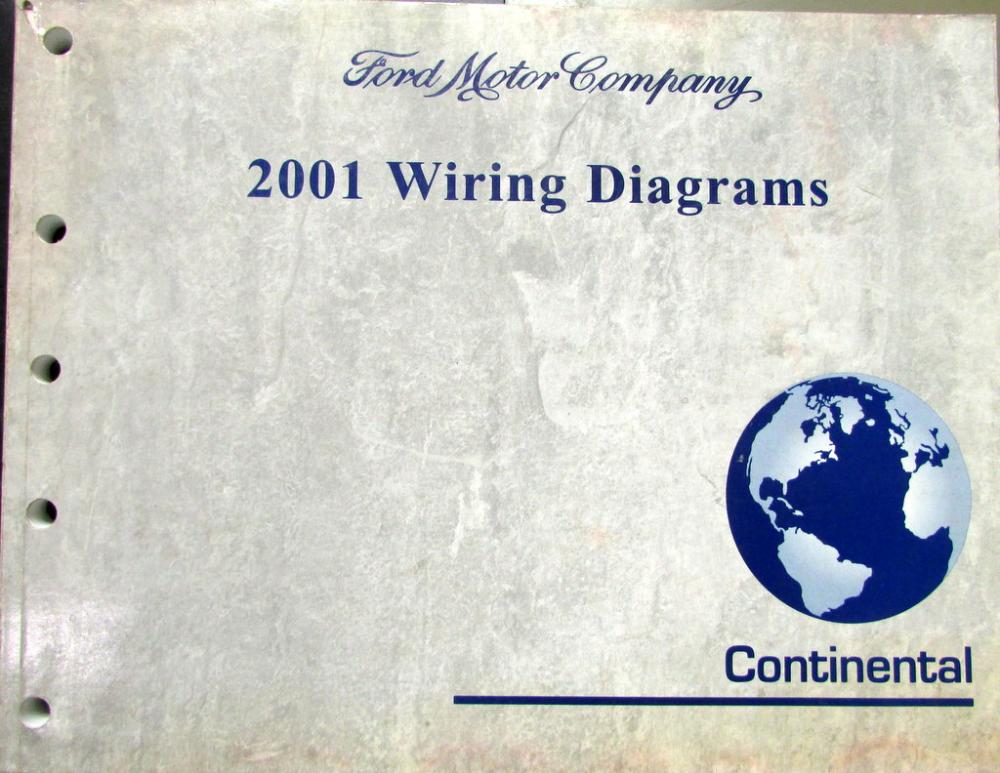 Ford Motor Company
2001 Wiring Diagrams
Continental